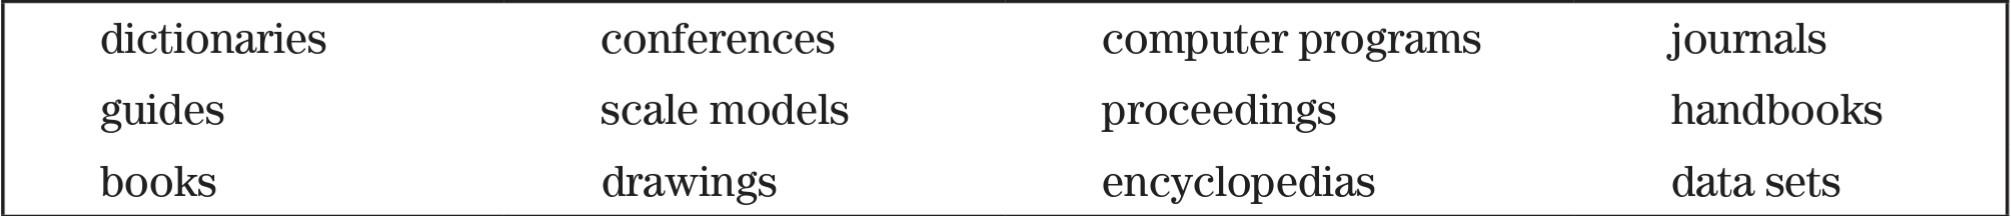 dictionaries conferences computer programs journals
guides scale models proceedings handbooks
books drawings encyclopedias data sets